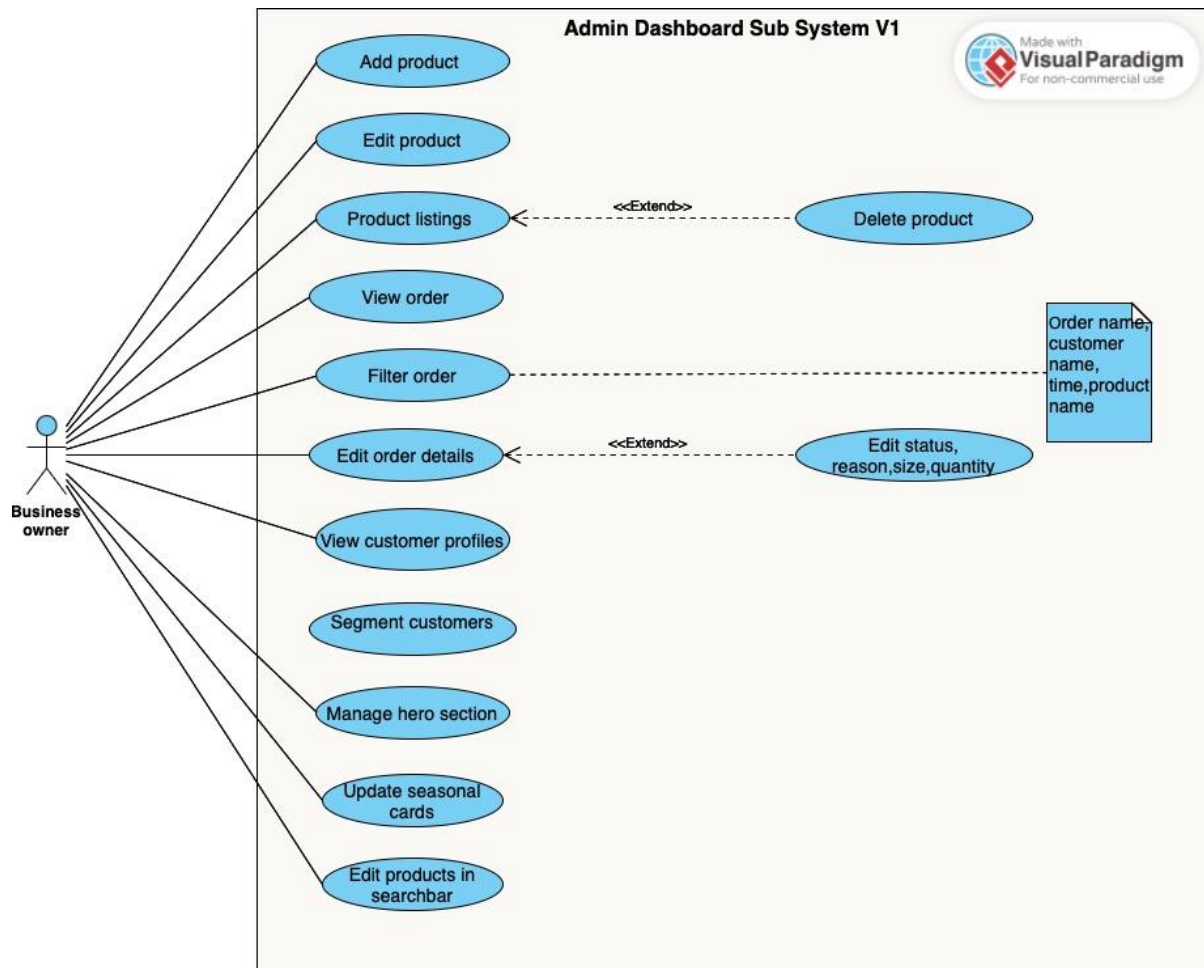 Admin Dashboard Sub System V1
Made with
Visual Paradigm
For non-commercial use
Add product
Edit product
Product listings
<<Extend>>
Delete product
View order
Order name,
customer
name,
time,product
name
Filter order
Edit order details
<<Extend>>
Edit status,
reason,size,quantity
Business
owner
View customer profiles
Segment customers
Manage hero section
Update seasonal
cards
Edit products in
searchbar